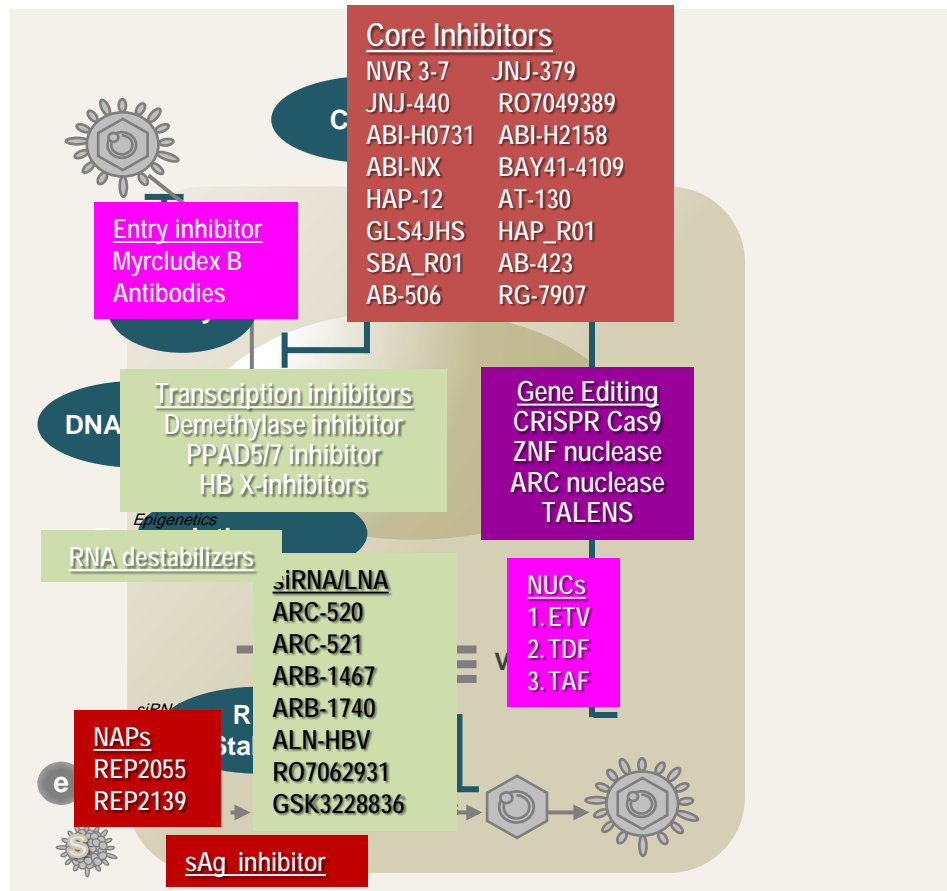 Core Inhibitors
NVR 3-7 JNJ-379
JNJ-440 RO7049389
ABI-H0731 ABI-H2158
ABI-NX BAY41-4109
HAP-12 AT-130
GLS4JHS HAP_R01
SBA_R01 AB-423
AB-506 RG-7907
C
Entry inhibitor
Myrcludex B
Antibodies
Transcription inhibitors
Demethylase inhibitor
PPAD5/7 inhibitor
HB X-inhibitors
DNA
Gene Editing
CRiSPR Cas9
ZNF nuclease
ARC nuclease
TALENS
Epigenetics
RNA destabilizers
siRNA/LNA
ARC-520
ARC-521
ARB-1467
ARB-1740
ALN-HBV
RO7062931
GSK3228836
NUCs
1. ETV
2. TDF
3. TAF
V
siRN
R
Stal
NAPs
REP2055
REP2139
e
S
sAg inhibitor